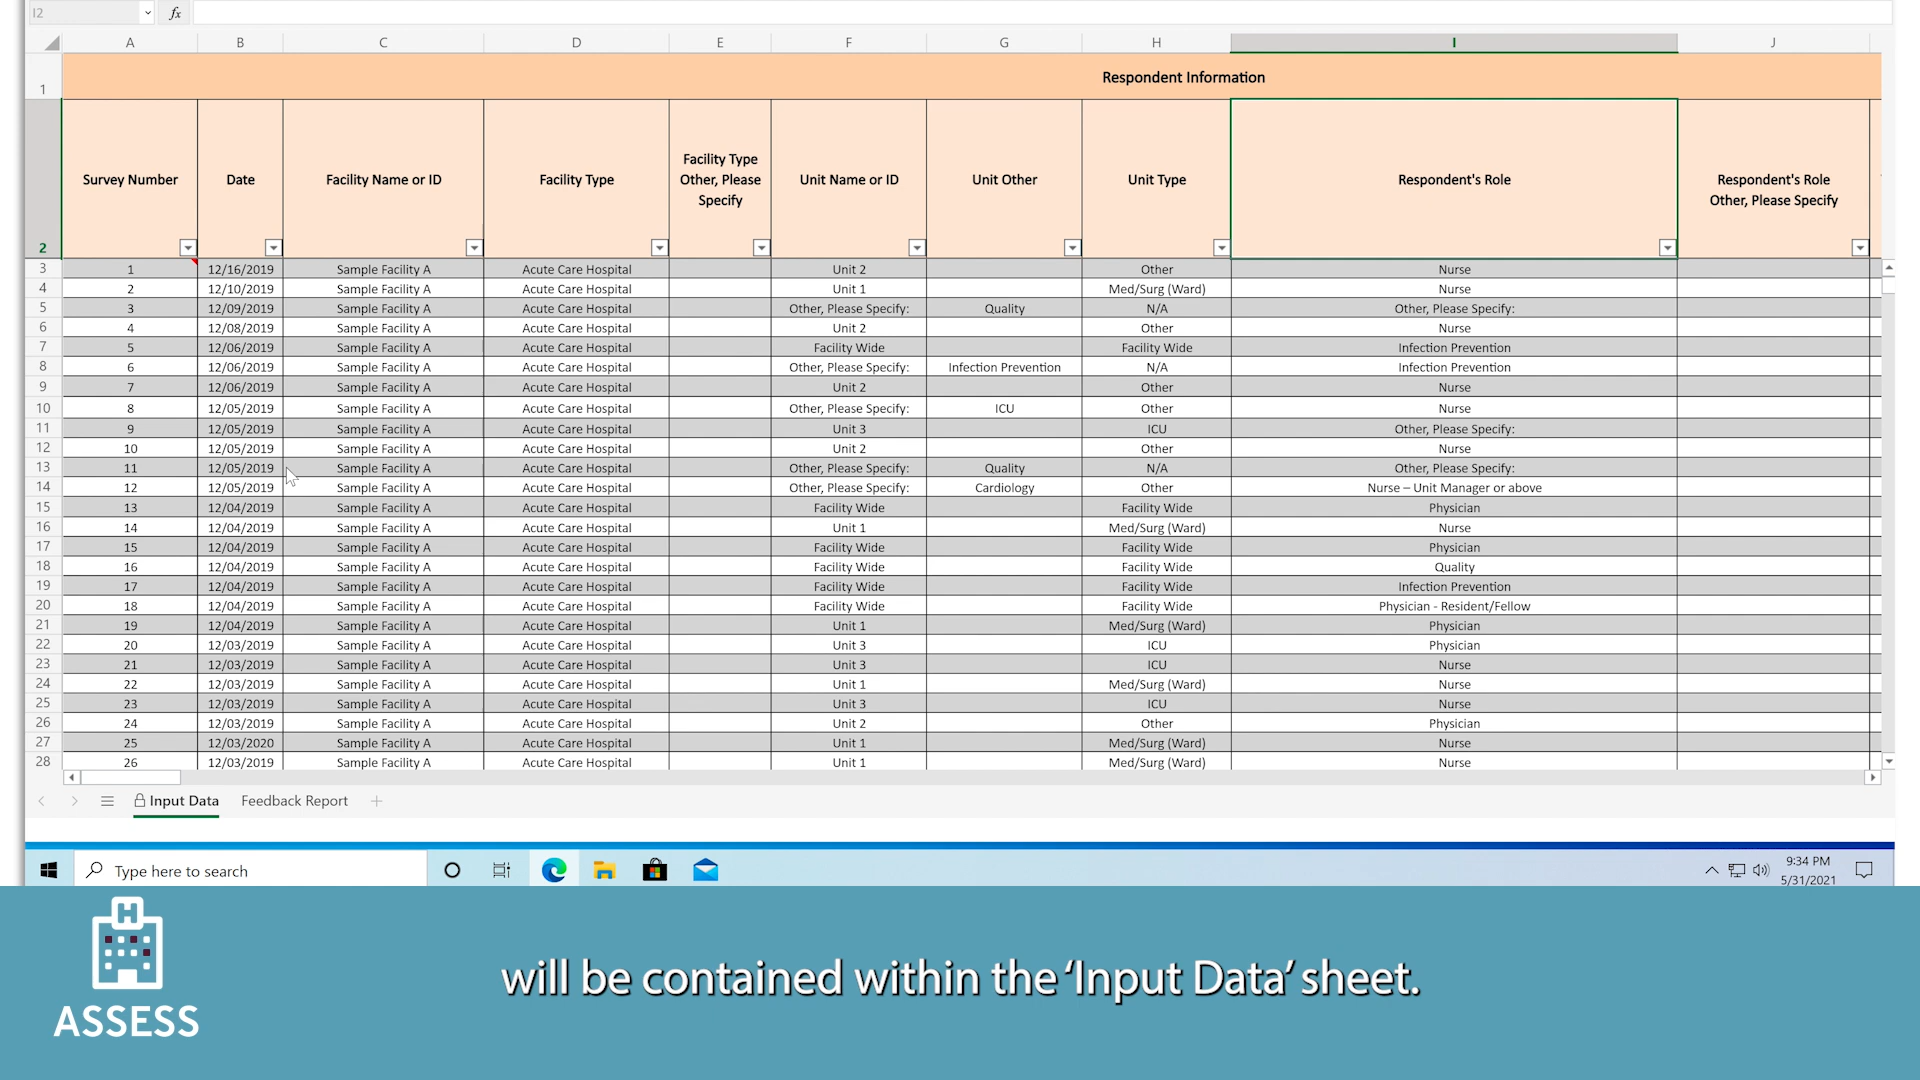 I2 fx
A B C D E F G H I J
1 Respondent Information
2 Survey Number Date Facility Name or ID Facility Type Facility Type Other, Please Specify Unit Name or ID Unit Other Unit Type Respondent's Role Respondent's Role Other, Please Specify
3 1 12/16/2019 Sample Facility A Acute Care Hospital Unit 2 Other Nurse
4 2 12/10/2019 Sample Facility A Acute Care Hospital Unit 1 Med/Surg (Ward) Nurse
5 3 12/09/2019 Sample Facility A Acute Care Hospital Other, Please Specify: Quality N/A Other, Please Specify:
6 4 12/08/2019 Sample Facility A Acute Care Hospital Unit 2 Other Nurse
7 5 12/06/2019 Sample Facility A Acute Care Hospital Facility Wide Facility Wide Infection Prevention
8 6 12/06/2019 Sample Facility A Acute Care Hospital Other, Please Specify: Infection Prevention N/A Infection Prevention
9 7 12/06/2019 Sample Facility A Acute Care Hospital Unit 2 Other Nurse
10 8 12/05/2019 Sample Facility A Acute Care Hospital Other, Please Specify: ICU Other Nurse
11 9 12/05/2019 Sample Facility A Acute Care Hospital Unit 3 ICU Other, Please Specify:
12 10 12/05/2019 Sample Facility A Acute Care Hospital Unit 2 Other Nurse
13 11 12/05/2019 Sample Facility A Acute Care Hospital Other, Please Specify: Quality N/A Other, Please Specify:
14 12 12/05/2019 Sample Facility A Acute Care Hospital Other, Please Specify: Cardiology Other Nurse – Unit Manager or above
15 13 12/04/2019 Sample Facility A Acute Care Hospital Facility Wide Facility Wide Physician
16 14 12/04/2019 Sample Facility A Acute Care Hospital Unit 1 Med/Surg (Ward) Nurse
17 15 12/04/2019 Sample Facility A Acute Care Hospital Facility Wide Facility Wide Physician
18 16 12/04/2019 Sample Facility A Acute Care Hospital Facility Wide Facility Wide Quality
19 17 12/04/2019 Sample Facility A Acute Care Hospital Facility Wide Facility Wide Infection Prevention
20 18 12/04/2019 Sample Facility A Acute Care Hospital Facility Wide Facility Wide Physician - Resident/Fellow
21 19 12/04/2019 Sample Facility A Acute Care Hospital Unit 1 Med/Surg (Ward) Physician
22 20 12/03/2019 Sample Facility A Acute Care Hospital Unit 3 ICU Physician
23 21 12/03/2019 Sample Facility A Acute Care Hospital Unit 3 ICU Nurse
24 22 12/03/2019 Sample Facility A Acute Care Hospital Unit 1 Med/Surg (Ward) Nurse
25 23 12/03/2019 Sample Facility A Acute Care Hospital Unit 3 ICU Nurse
26 24 12/03/2019 Sample Facility A Acute Care Hospital Unit 2 Other Physician
27 25 12/03/2020 Sample Facility A Acute Care Hospital Unit 1 Med/Surg (Ward) Nurse
28 26 12/03/2019 Sample Facility A Acute Care Hospital Unit 1 Med/Surg (Ward) Nurse
Input Data Feedback Report
Type here to search
9:34 PM
5/31/2021
H
ASSESS
will be contained within the ‘Input Data’ sheet.